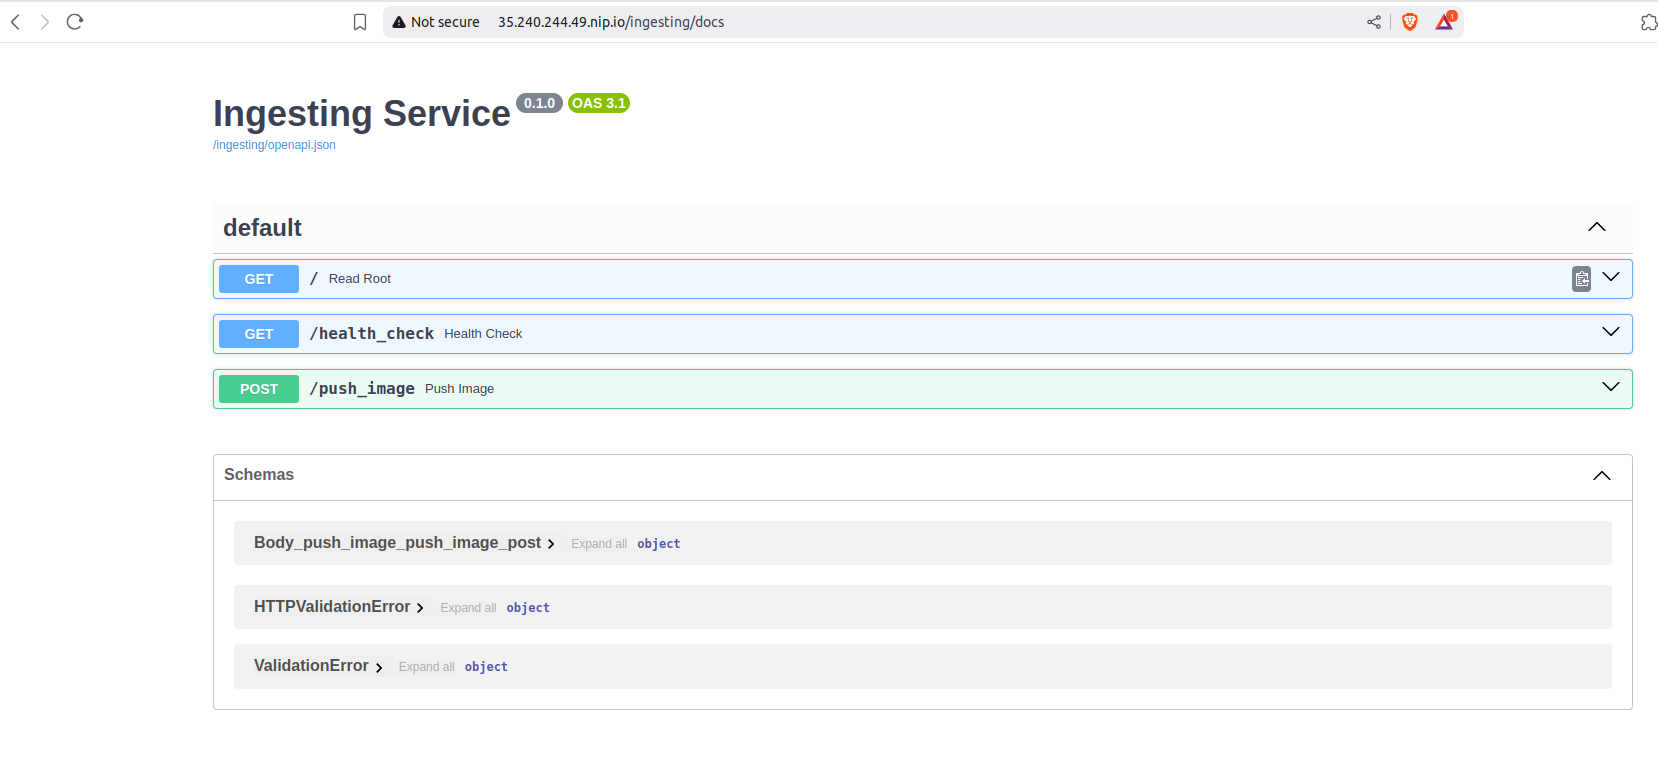 Not secure 35.240.244.49.nip.io/ingesting/docs
1
Ingesting Service 0.1.0 OAS 3.1
/ingesting/openapi.json
default
GET / Read Root
GET /health_check Health Check
POST /push_image Push Image
Schemas
Body_push_image_push_image_post Expand all object
HTTPValidationError Expand all object
ValidationError Expand all object